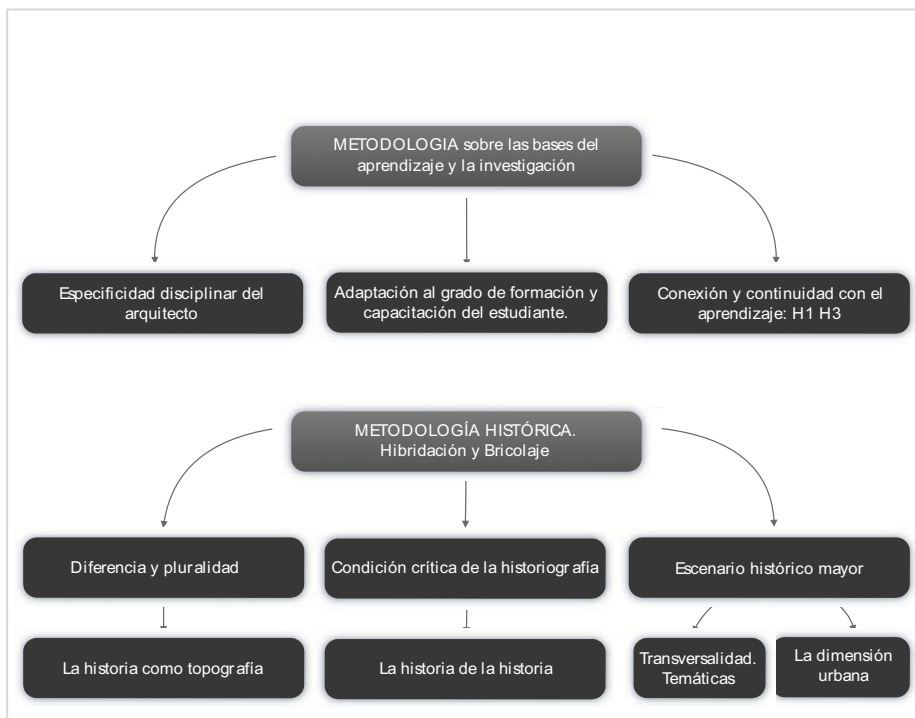 METODOLOGIA sobre las bases del
aprendizaje y la investigación
Especificidad disciplinar del
arquitecto
Adaptación al grado de formación y
capacitación del estudiante.
Conexión y continuidad con el
aprendizaje: H1 H3
METODOLOGÍA HISTÓRICA.
Hibridación y Bricolaje
Diferencia y pluralidad
Condición crítica de la historiografía
Escenario histórico mayor
La historia como topografía
La historia de la historia
Transversalidad.
Temáticas
La dimensión
urbana